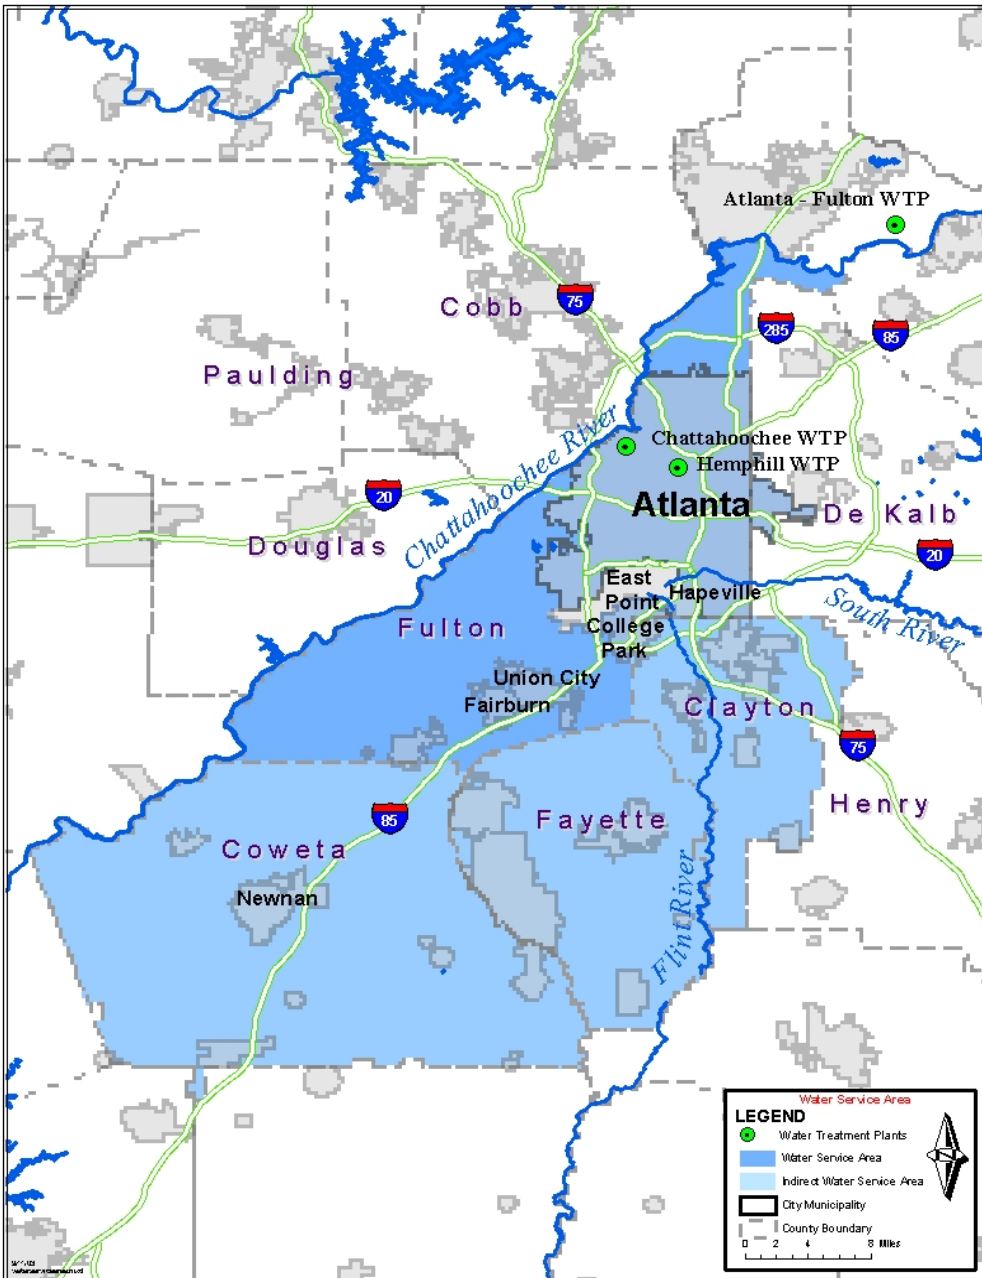 Atlanta - Fulton WTP
Cobb
75
285
85
Paulding
Chattahoochee River
Chattahoochee WTP
Hemphill WTP
20
Atlanta
De Kalb
Douglas
20
East
Point
Hapeville
College
Park
South River
Fulton
Union City
Fairburn
Clayton
75
Henry
85
Fayette
Coweta
Newnan
Flint River
Water Service Area
LEGEND
Water Treatment Plants
Water Service Area
Indirect Water Service Area
City Municipality
County Boundary
N
0 2 4 8 Miles